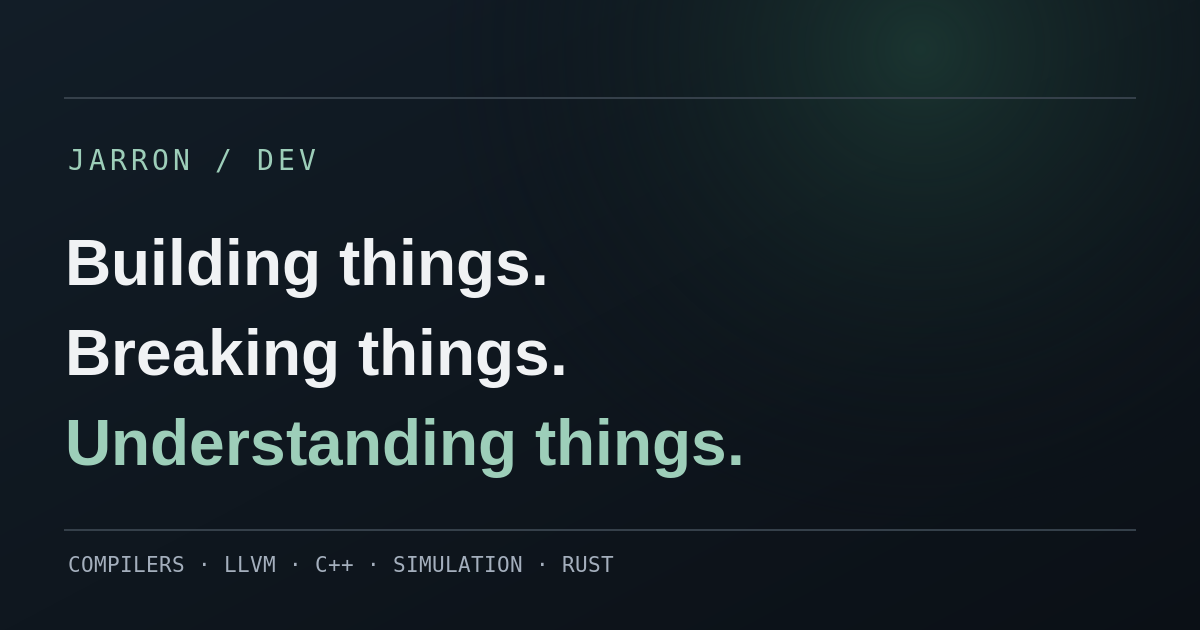 JARRON / DEV
Building things.
Breaking things.
Understanding things.
COMPILERS · LLVM · C++ · SIMULATION · RUST